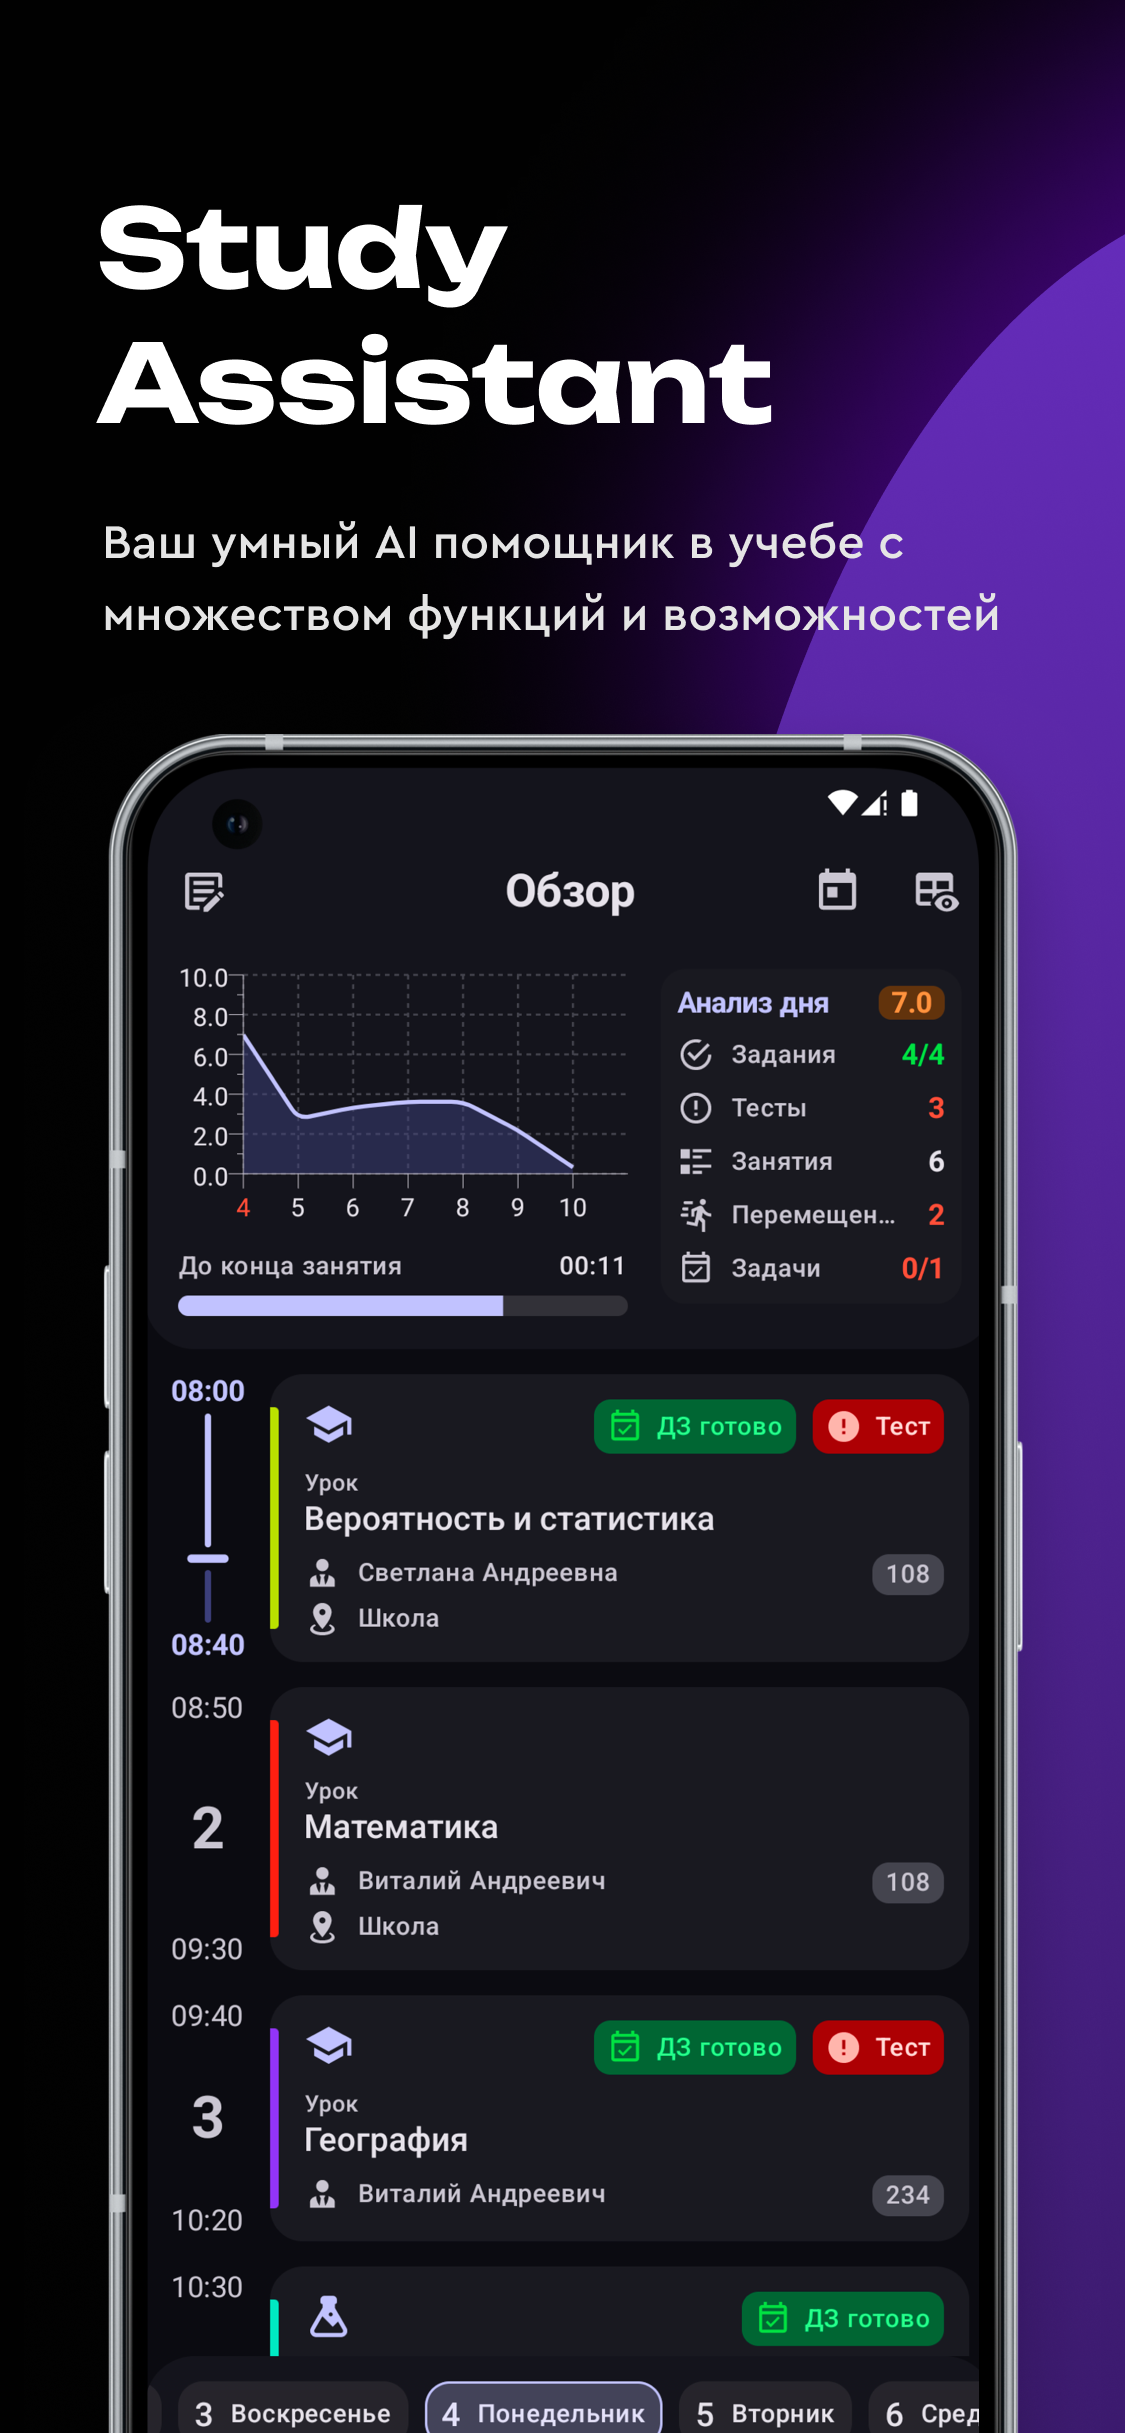 Study
Assistant
Ваш умный AI помощник в учебе с
множеством функций и возможностей
Обзор
10.0
8.0
6.0
4.0
2.0
0.0
4 5 6 7 8 9 10
До конца занятия 00:11
Анализ дня 7.0
Задания 4/4
Тесты 3
Занятия 6
Перемещен... 2
Задачи 0/1
08:00
08:40
ДЗ готово Тест
Урок
Вероятность и статистика
Светлана Андреевна 108
Школа
08:50
2
09:30
Урок
Математика
Виталий Андреевич 108
Школа
09:40
3
10:20
ДЗ готово Тест
Урок
География
Виталий Андреевич 234
10:30
ДЗ готово
3 Воскресенье 4 Понедельник 5 Вторник 6 Сред